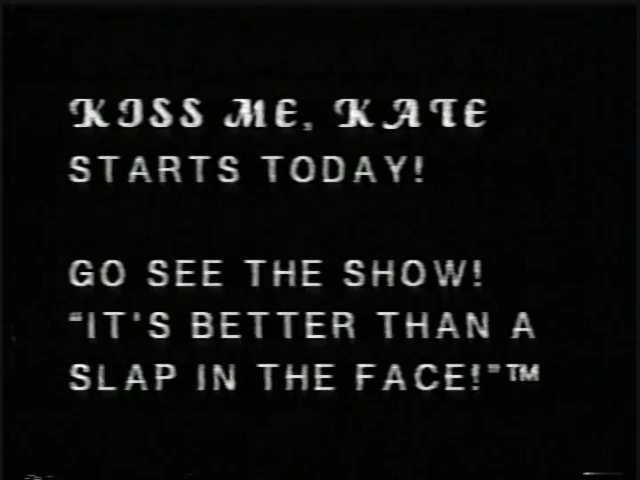 KISS ME, KATE
STARTS TODAY!
GO SEE THE SHOW!
"IT'S BETTER THAN A
SLAP IN THE FACE!"™